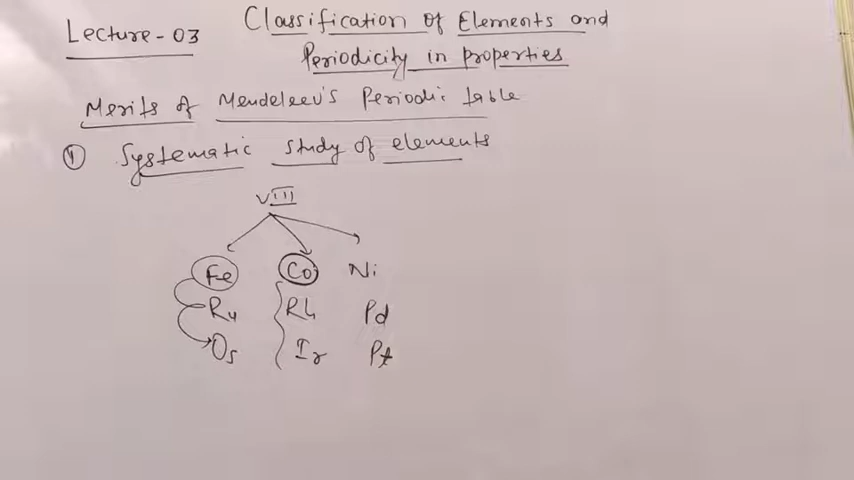 Lecture-03 Classification of Elements and
Periodicity in properties
Merits of Mendeleev's Periodic table
① Systematic study of elements
VIII
Fe Co Ni
Ru Rh Pd
Os Ir Pt